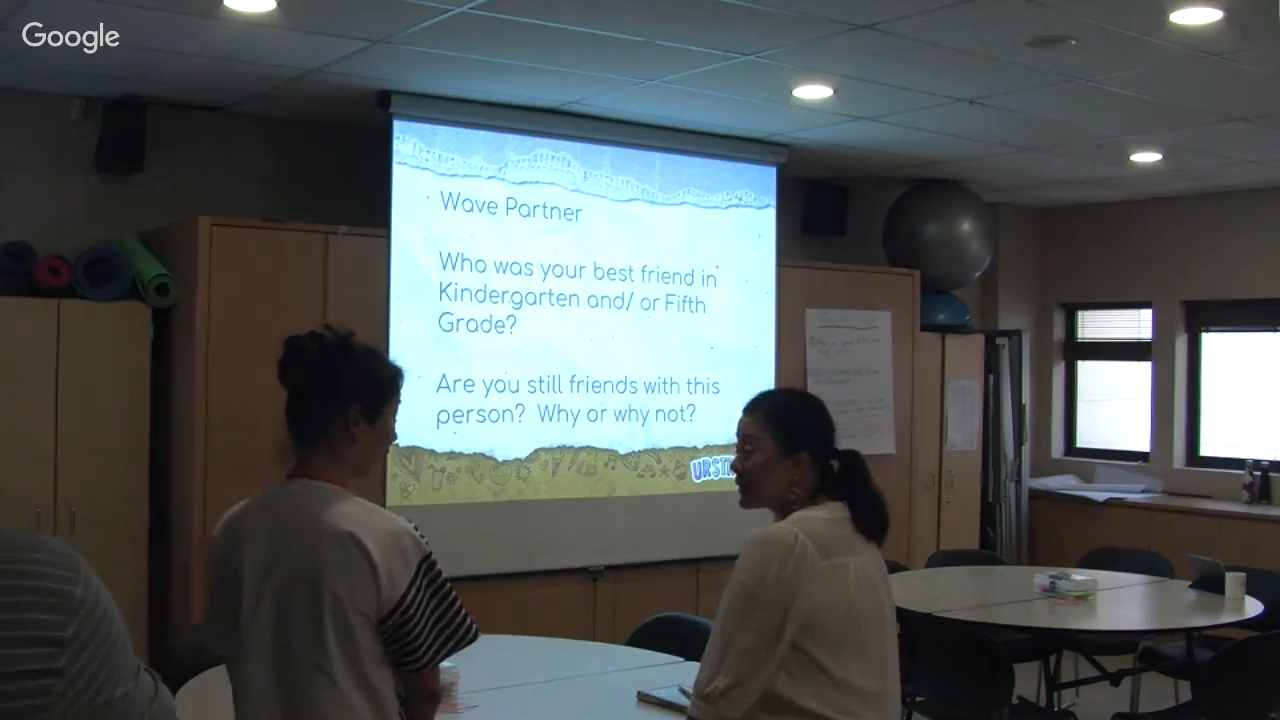 Google
Wave Partner
Who was your best friend in
Kindergarten and/ or Fifth
Grade?
Are you still friends with this
person? Why or why not?